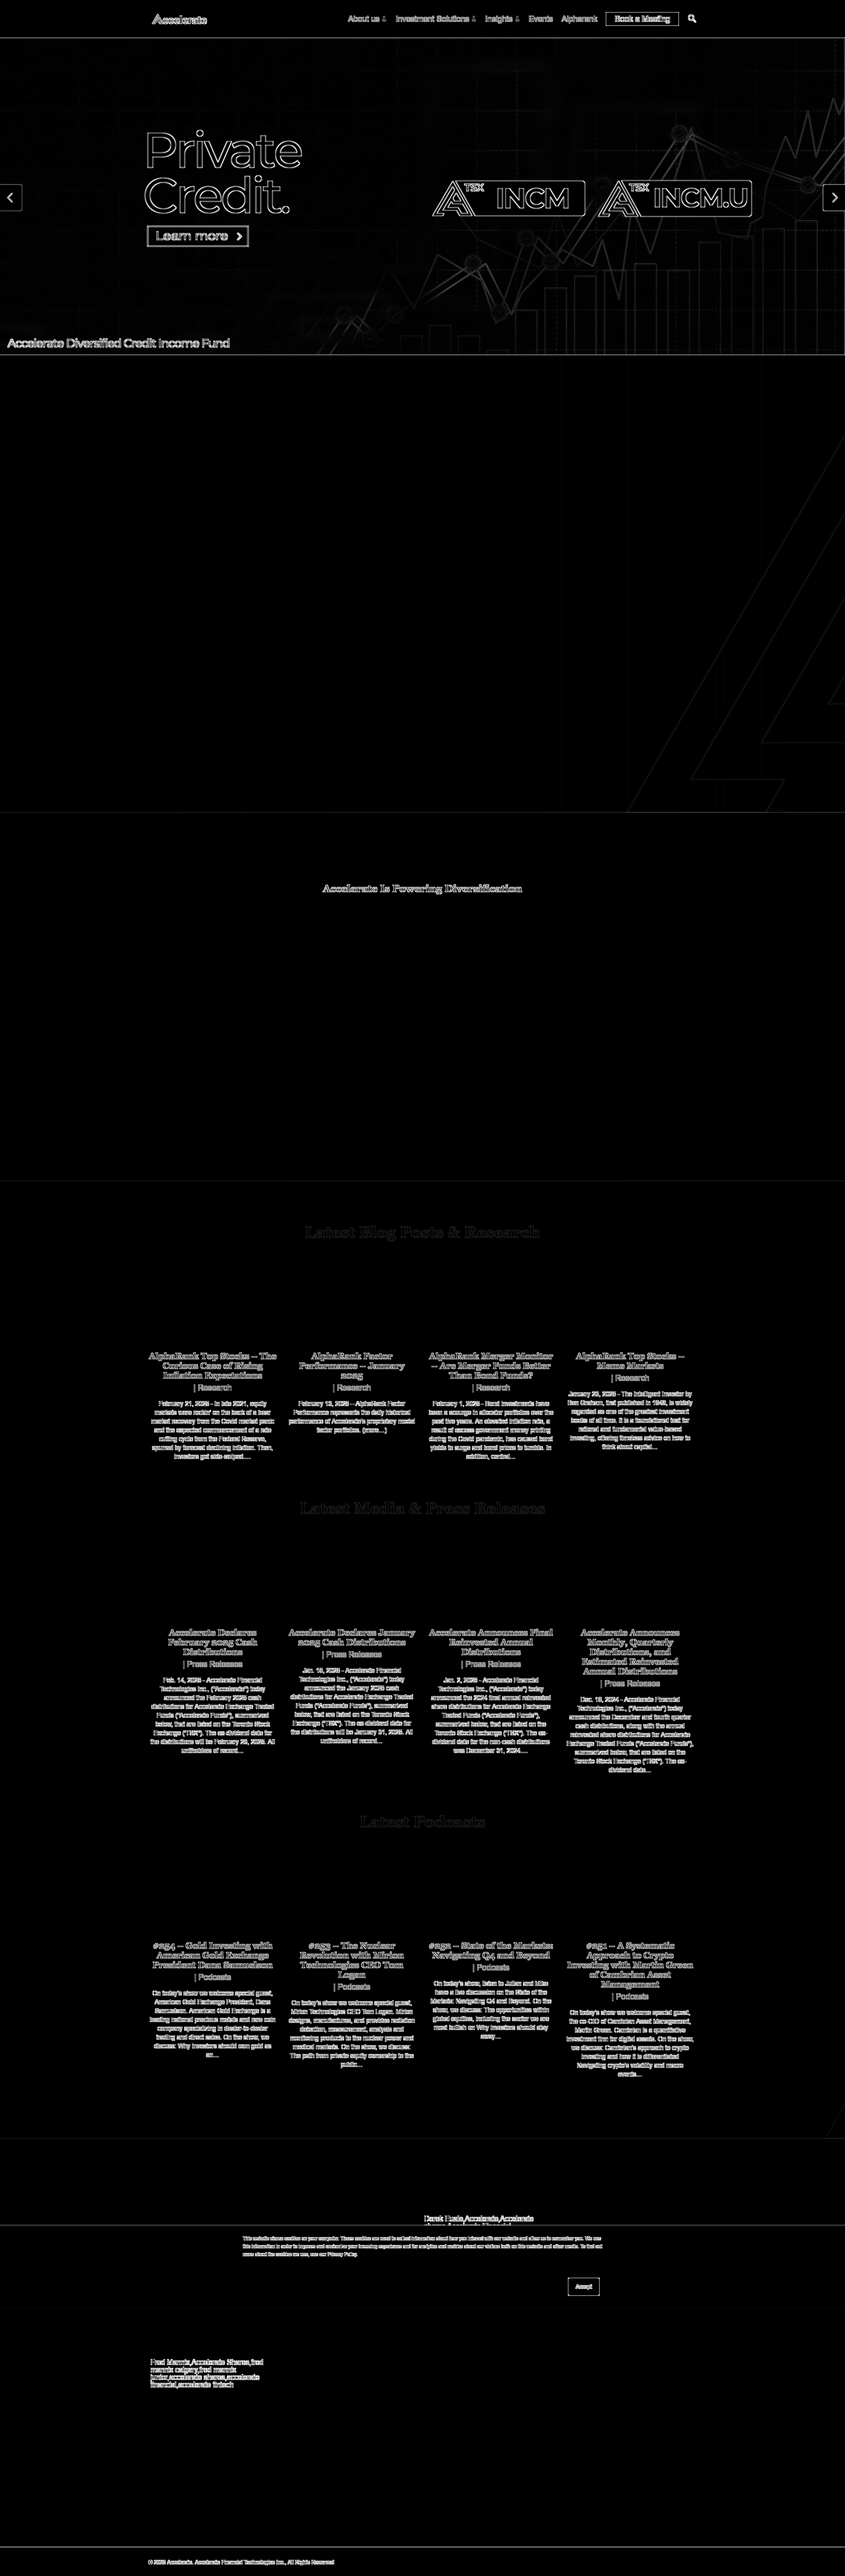 Accelerate
About us
Investment Solutions
Insights
Events
Alpharank
Book a Meeting
Private
Credit.
Learn more
TSX INCM
TSX INCM.U
Accelerate Diversified Credit Income Fund
Accelerate Is Powering Diversification
Latest Blog Posts & Research
AlphaRank Top Stocks – The
Curious Case of Rising
Inflation Expectations
| Research
February 21, 2025 - In late 2021, equity
markets were rockin' on the back of a bear
market recovery from the Covid market panic
and the expected commencement of a rate
cutting cycle from the Federal Reserve,
spurred by forecast declining inflation. Then,
investors got side-swiped....
AlphaRank Factor
Performance – January
2025
| Research
February 13, 2025 - AlphaRank Factor
Performance represents the daily historical
performance of Accelerate's proprietary model
factor portfolios. (more…)
AlphaRank Merger Monitor
– Are Merger Funds Better
Than Bond Funds?
| Research
February 1, 2025 - Bond investments have
been a scourge in allocator portfolios over the
past five years. An elevated inflation rate, a
result of excess government money printing
during the Covid pandemic, has caused bond
yields to surge and bond prices to tumble. In
addition, central...
AlphaRank Top Stocks –
Meme Markets
| Research
January 23, 2025 - The Intelligent Investor by
Ben Graham, first published in 1949, is widely
regarded as one of the greatest investment
books of all time. It is a foundational text for
rational and fundamental value-based
investing, offering timeless advice on how to
think about capital...
Latest Media & Press Releases
Accelerate Declares
February 2025 Cash
Distributions
| Press Releases
Feb. 14, 2025 - Accelerate Financial
Technologies Inc., ("Accelerate") today
announced the February 2025 cash
distributions for Accelerate Exchange Traded
Funds ("Accelerate Funds"), summarized
below, that are listed on the Toronto Stock
Exchange ("TSX"). The ex-dividend date for
the distributions will be February 28, 2025. All
unitholders of record...
Accelerate Declares January
2025 Cash Distributions
| Press Releases
Jan. 16, 2025 - Accelerate Financial
Technologies Inc., ("Accelerate") today
announced the January 2025 cash
distributions for Accelerate Exchange Traded
Funds ("Accelerate Funds"), summarized
below, that are listed on the Toronto Stock
Exchange ("TSX"). The ex-dividend date for
the distributions will be January 31, 2025. All
unitholders of record...
Accelerate Announces Final
Reinvested Annual
Distributions
| Press Releases
Jan. 2, 2025 - Accelerate Financial
Technologies Inc., ("Accelerate") today
announced the 2024 final annual reinvested
share distributions for Accelerate Exchange
Traded Funds ("Accelerate Funds"),
summarized below, that are listed on the
Toronto Stock Exchange ("TSX"). The ex-
dividend date for the non-cash distributions
was December 31, 2024....
Accelerate Announces
Monthly, Quarterly
Distributions, and
Estimated Reinvested
Annual Distributions
| Press Releases
Dec. 16, 2024 - Accelerate Financial
Technologies Inc., ("Accelerate") today
announced the December and fourth quarter
cash distributions, along with the annual
reinvested share distributions for Accelerate
Exchange Traded Funds ("Accelerate Funds"),
summarized below, that are listed on the
Toronto Stock Exchange ("TSX"). The ex-
dividend date...
Latest Podcasts
#254 – Gold Investing with
American Gold Exchange
President Dana Samuelson
| Podcasts
On today's show we welcome special guest,
American Gold Exchange President, Dana
Samuelson. American Gold Exchange is a
leading national precious metals and rare coin
company specializing in dealer-to-dealer
trading and direct sales. On the show, we
discuss: Why investors should own gold as
an...
#253 – The Nuclear
Revolution with Mirion
Technologies CEO Tom
Logan
| Podcasts
On today's show we welcome special guest,
Mirion Technologies CEO Tom Logan. Mirion
designs, manufactures, and provides radiation
detection, measurement, analysis and
monitoring products to the nuclear power and
medical markets. On the show, we discuss:
The path from private equity ownership to the
public...
#252 – State of the Markets:
Navigating Q4 and Beyond
| Podcasts
On today's show, listen to Julian and Mike
have a live discussion on the State of the
Markets: Navigating Q4 and Beyond. On the
show, we discuss: The opportunities within
global equities, including the sector we are
most bullish on Why investors should stay
away...
#251 – A Systematic
Approach to Crypto
Investing with Martin Green
of Cambrian Asset
Management
| Podcasts
On today's show, we welcome special guest,
the co-CIO of Cambrian Asset Management,
Martin Green. Cambrian is a quantitative
investment firm for digital assets. On the show,
we discuss: Cambrian's approach to crypto
investing and how it is differentiated
Navigating crypto's volatility and macro
events...
This website stores cookies on your computer. These cookies are used to collect information about how you interact with our website and allow us to remember you. We use
this information in order to improve and customize your browsing experience and for analytics and metrics about our visitors both on this website and other media. To find out
more about the cookies we use, see our Privacy Policy.
Accept
Fred Mannix,Accelerate Shares,fred
mannix calgary,fred mannix
junior,accelerate shares,accelerate
financial,accelerate fintech
© 2025 Accelerate. Accelerate Financial Technologies Inc., All Rights Reserved